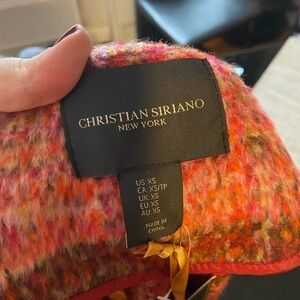 CHRISTIAN SIRIANO
NEW YORK
US: XS
CA: XS/TP
UK: XS
EU: XS
AU: XS
MADE IN
CHINA